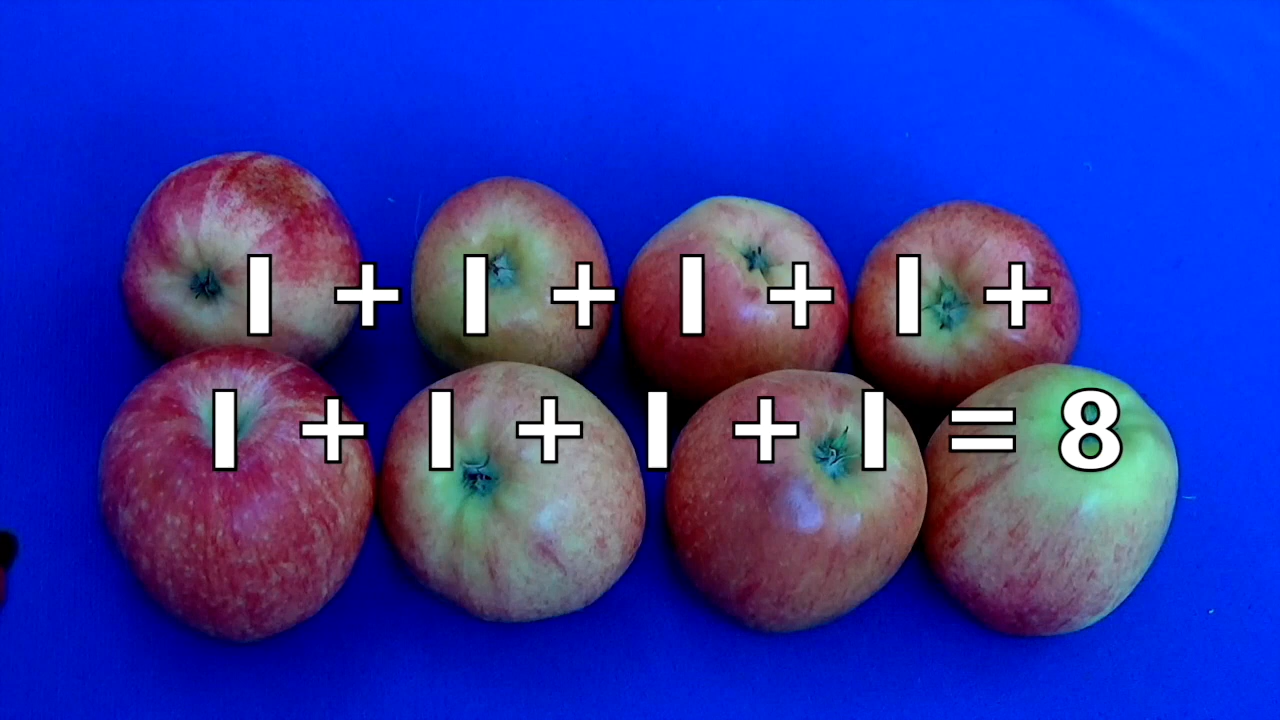 1 + 1 + 1 + 1 +
1 + 1 + 1 + 1 = 8